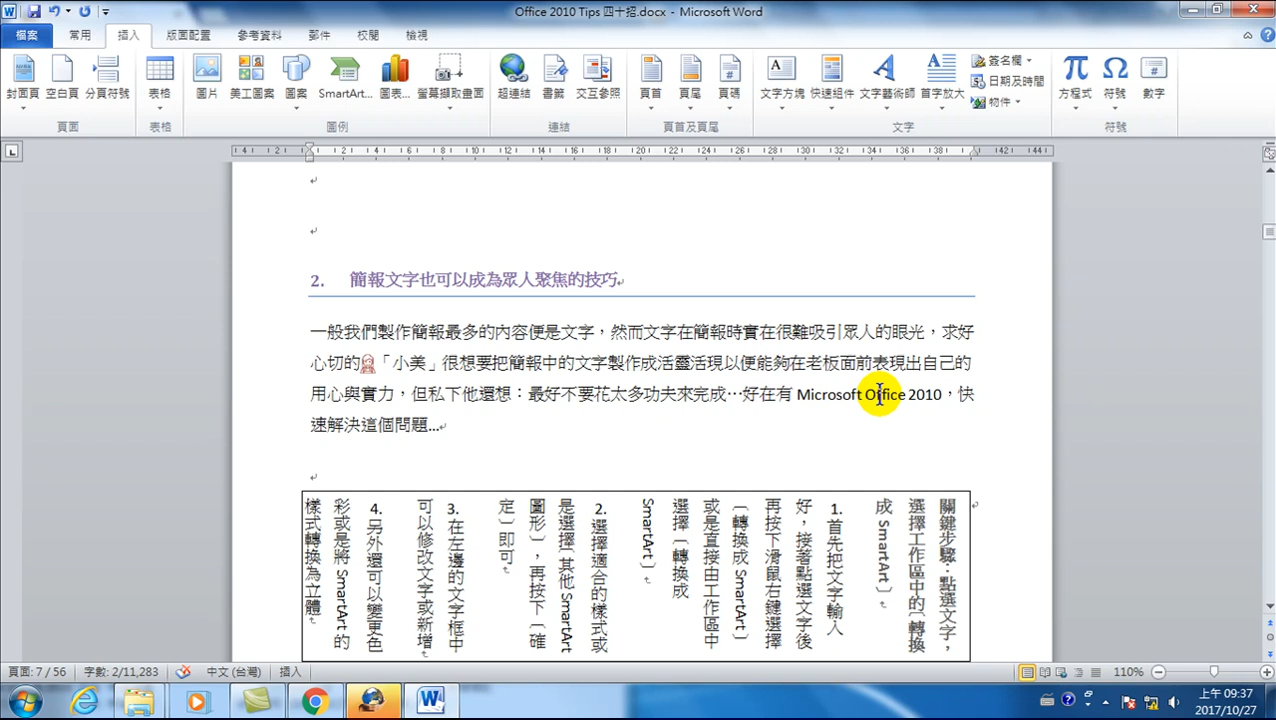 Office 2010 Tips 四十招.docx - Microsoft Word
檔案 常用 插入 版面配置 參考資料 郵件 校閱 檢視
封面頁 空白頁 分頁符號 表格 圖片 美工圖案 圖案 SmartArt... 圖表... 螢幕擷取畫面 超連結 書籤 交互參照 頁首 頁尾 頁碼 文字方塊 快速組件 文字藝術師 首字放大 簽名欄 日期及時間 物件 方程式 符號 數字
頁面 表格 圖例 連結 頁首及頁尾 文字 符號
2. 簡報文字也可以成為眾人聚焦的技巧
一般我們製作簡報最多的內容便是文字，然而文字在簡報時實在很難吸引眾人的眼光，求好
心切的「小美」很想要把簡報中的文字製作成活靈活現以便能夠在老板面前表現出自己的
用心與實力，但私下他還想：最好不要花太多功夫來完成…好在有 Microsoft Office 2010，快
速解決這個問題...
關鍵步驟：點選文字，
選擇工作區中的〔轉換
成 SmartArt〕
1. 首先把文字輸入
好，接著點選文字後
再按下滑鼠右鍵選擇
〔轉換成 SmartArt〕
或是直接由工作區中
選擇〔轉換成
SmartArt〕
2. 選擇適合的樣式或
是選擇〔其他 SmartArt
圖形〕，再按下〔確
定〕即可
3. 在左邊的文字框中
可以修改文字或新增
4. 另外還可以變更色
彩或是將 SmartArt 的
樣式轉換為立體
頁面: 7 / 56 字數: 2/11,283 中文 (台灣) 插入 110%
上午 09:37
2017/10/27